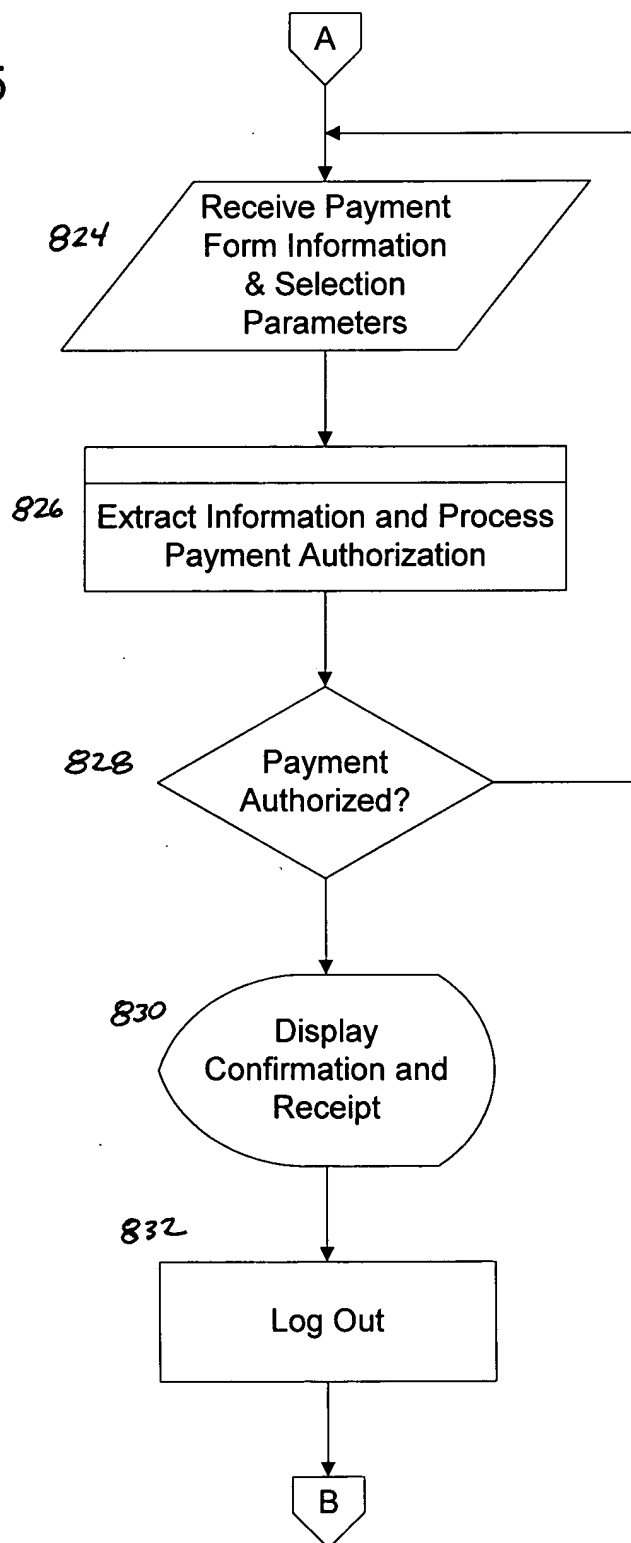 A
5
824
Receive Payment
Form Information
& Selection
Parameters
826
Extract Information and Process
Payment Authorization
828
Payment
Authorized?
830
Display
Confirmation and
Receipt
832
Log Out
B